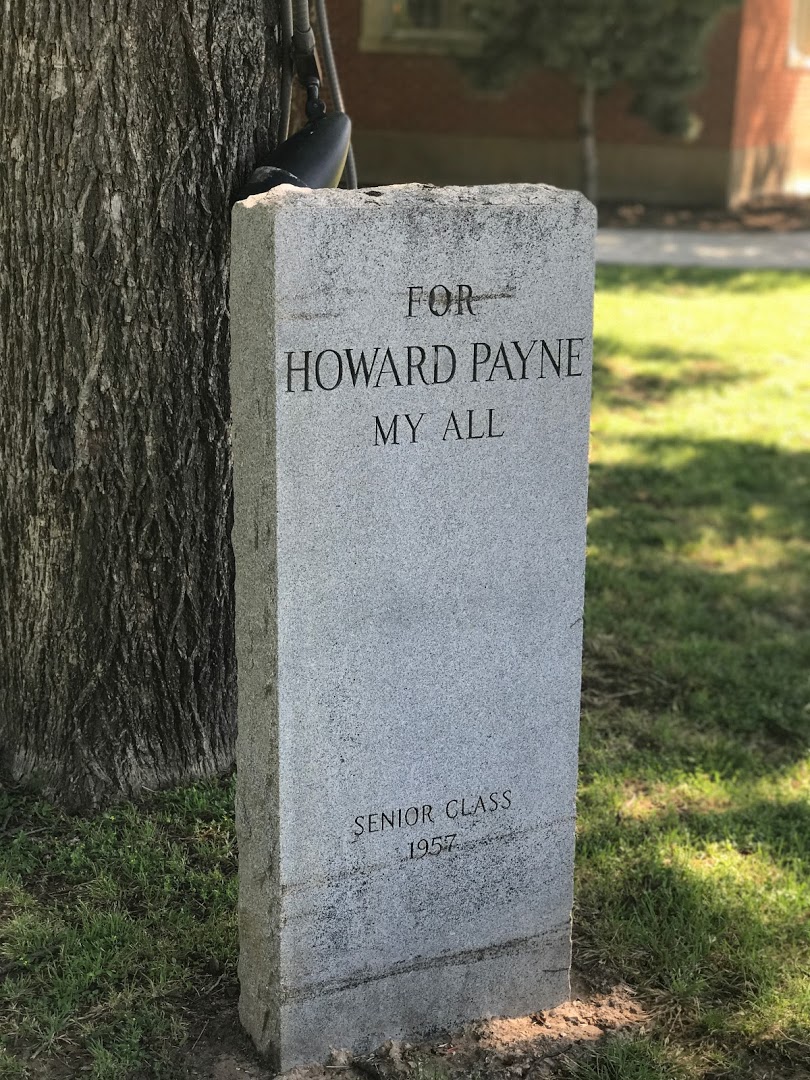 FOR
HOWARD PAYNE
MY ALL
SENIOR CLASS
1957